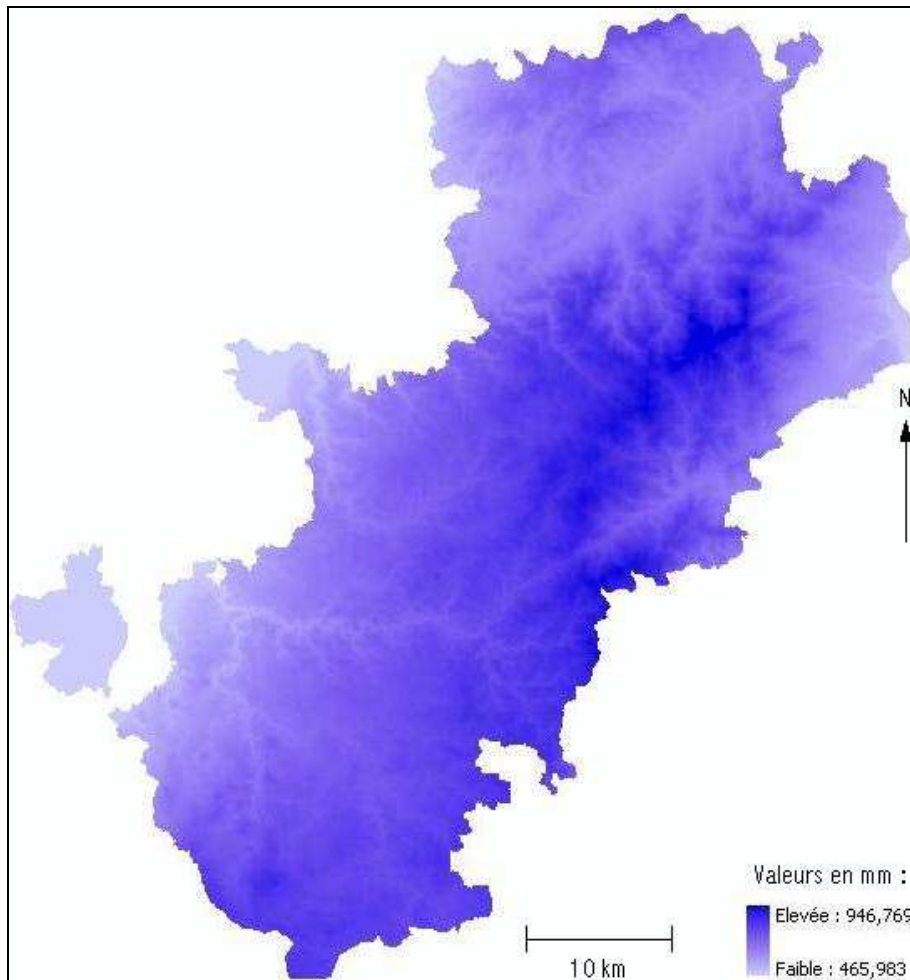 N
Valeurs en mm :
Elevée : 946,769
Faible : 465,983
10 km